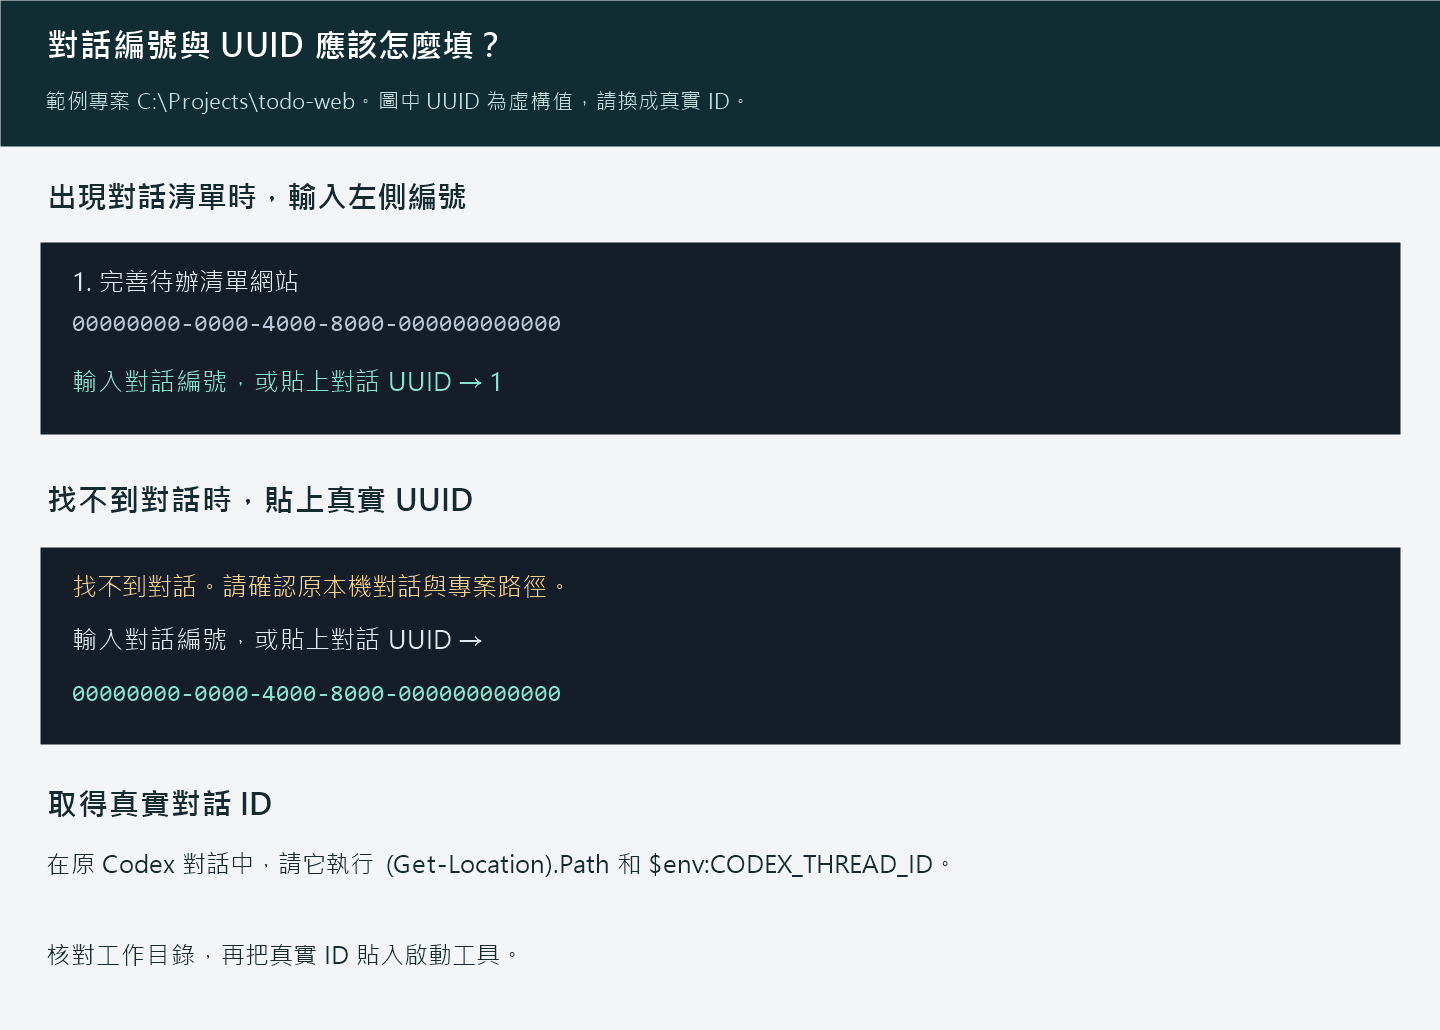 對話編號與 UUID 應該怎麼填？
範例專案 C:\Projects\todo-web。圖中 UUID 為虛構值，請換成真實 ID。
出現對話清單時，輸入左側編號
1. 完善待辦清單網站
00000000-0000-4000-8000-000000000000
輸入對話編號，或貼上對話 UUID → 1
找不到對話時，貼上真實 UUID
找不到對話。請確認原本機對話與專案路徑。
輸入對話編號，或貼上對話 UUID →
00000000-0000-4000-8000-000000000000
取得真實對話 ID
在原 Codex 對話中，請它執行 (Get-Location).Path 和 $env:CODEX_THREAD_ID。
核對工作目錄，再把真實 ID 貼入啟動工具。